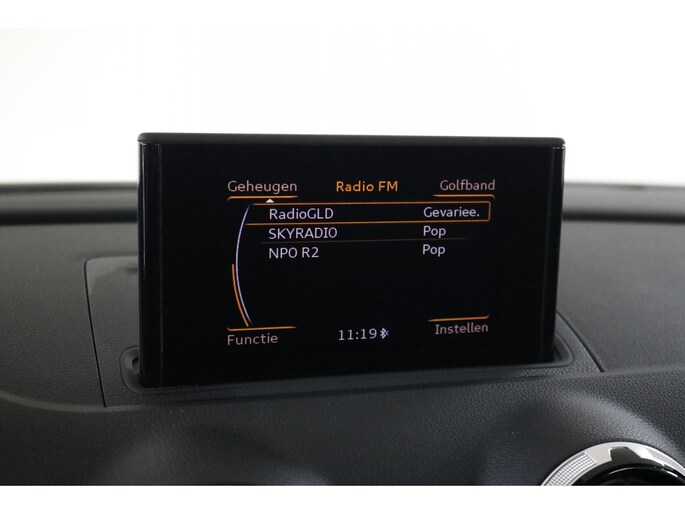 Geheugen Radio FM Golfband
RadioGLD Gevariee.
SKYRADIO Pop
NPO R2 Pop
Functie 11:19 Instellen